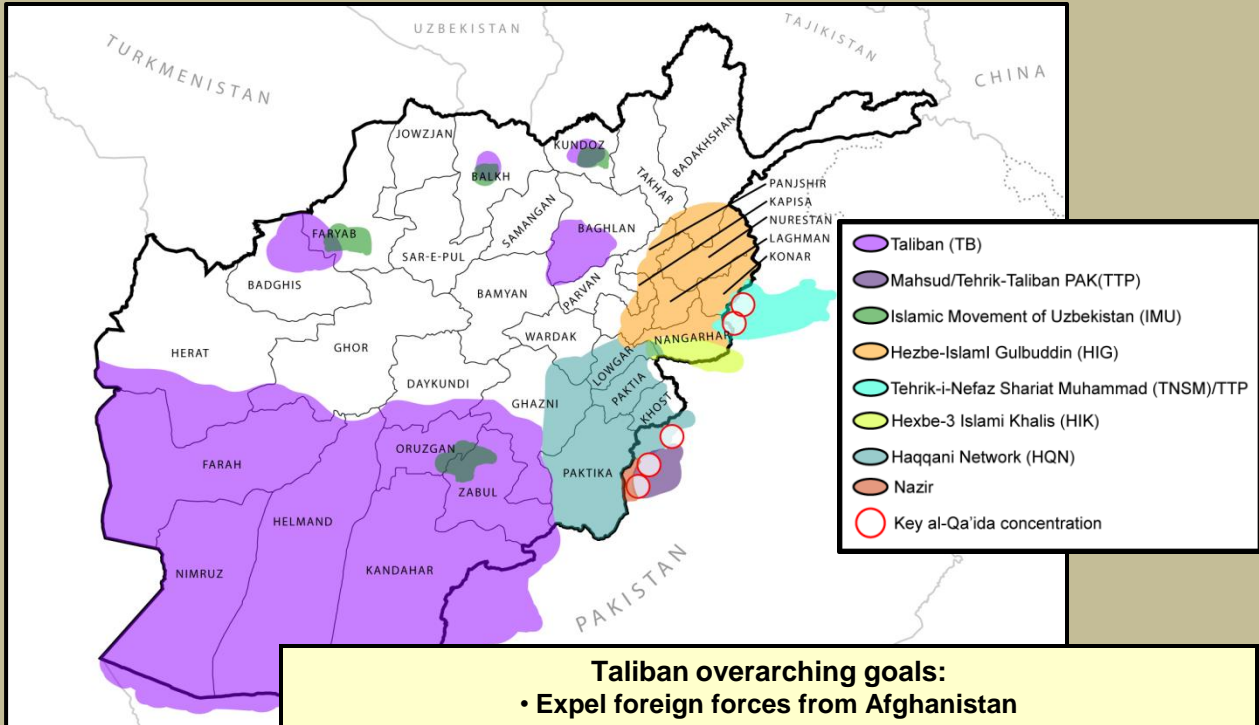 UZBEKISTAN
TAJIKISTAN
TURKMENISTAN
CHINA
JOWZJAN
BALKH
KUNDOZ
BADAKHSHAN
TAKHAR
PANJSHIR
KAPISA
NURESTAN
LAGHMAN
KONAR
FARYAB
SAR-E-PUL
SAMANGAN
BAGHLAN
BADGHIS
BAMYAN
PARVAN
WARDAK
NANGARHAR
HERAT
GHOR
DAYKUNDI
GHAZNI
LOWGAR
PAKTIA
KHOST
ORUZGAN
PAKTIKA
FARAH
ZABUL
HELMAND
NIMRUZ
KANDAHAR
PAKISTAN
Taliban (TB)
Mahsud/Tehrik-Taliban PAK(TTP)
Islamic Movement of Uzbekistan (IMU)
Hezbe-IslamI Gulbuddin (HIG)
Tehrik-i-Nefaz Shariat Muhammad (TNSM)/TTP
Hexbe-3 Islami Khalis (HIK)
Haqqani Network (HQN)
Nazir
Key al-Qa'ida concentration
Taliban overarching goals:
• Expel foreign forces from Afghanistan